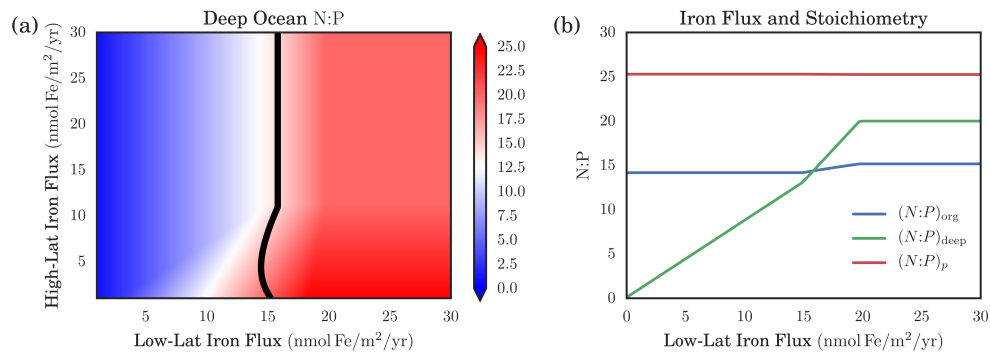 (a)
Deep Ocean N:P
High-Lat Iron Flux (nmol Fe/m²/yr)
30
25
20
15
10
5
5 10 15 20 25 30
Low-Lat Iron Flux (nmol Fe/m²/yr)
25.0
22.5
20.0
17.5
15.0
12.5
10.0
7.5
5.0
2.5
0.0
(b)
Iron Flux and Stoichiometry
N:P
30
25
20
15
10
5
0
(N:P)org
(N:P)deep
(N:P)p
0 5 10 15 20 25 30
Low-Lat Iron Flux (nmol Fe/m²/yr)